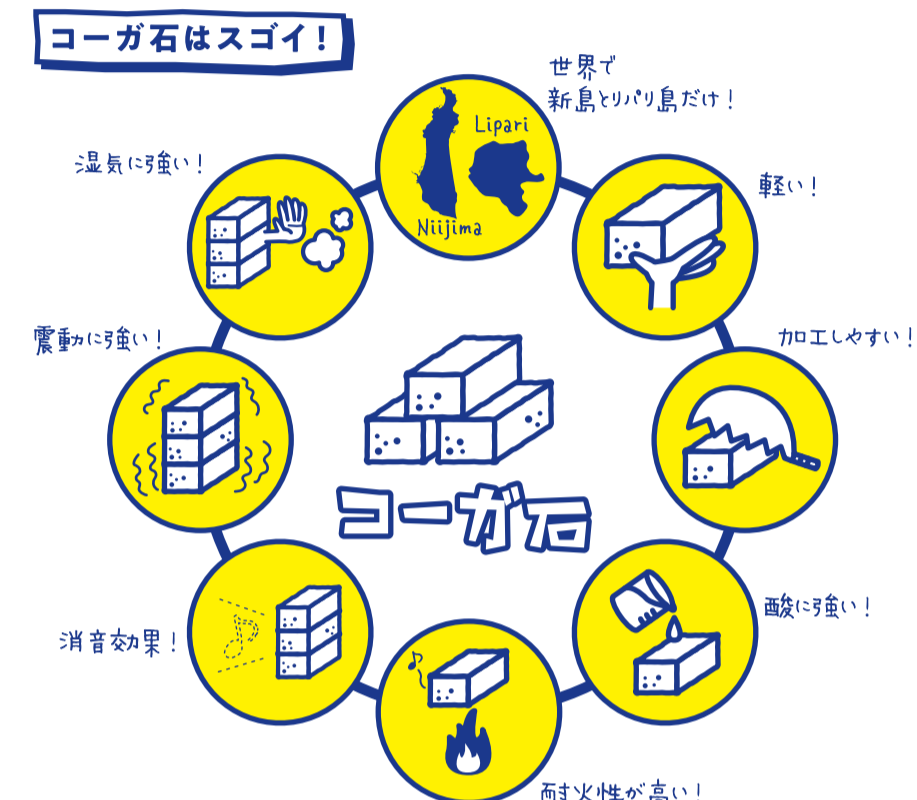 コーガ石はスゴイ!
世界で
新島とリパリ島だけ!
Lipari
Niijima
軽い!
加工しやすい!
酸に強い!
耐火性が高い!
消音効果!
震動に強い!
湿気に強い!
コーガ石